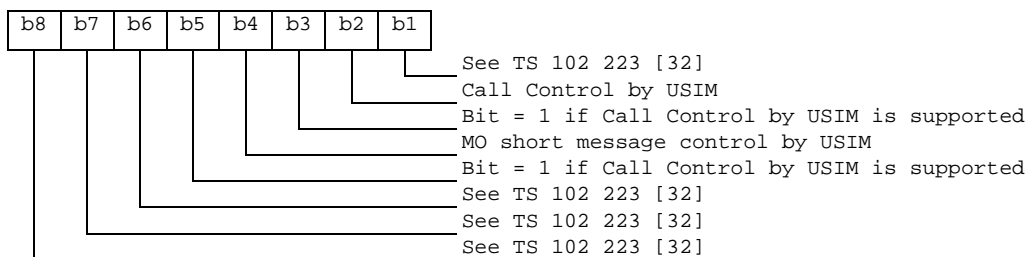 b8 b7 b6 b5 b4 b3 b2 b1
See TS 102 223 [32]
Call Control by USIM
Bit = 1 if Call Control by USIM is supported
MO short message control by USIM
Bit = 1 if Call Control by USIM is supported
See TS 102 223 [32]
See TS 102 223 [32]
See TS 102 223 [32]